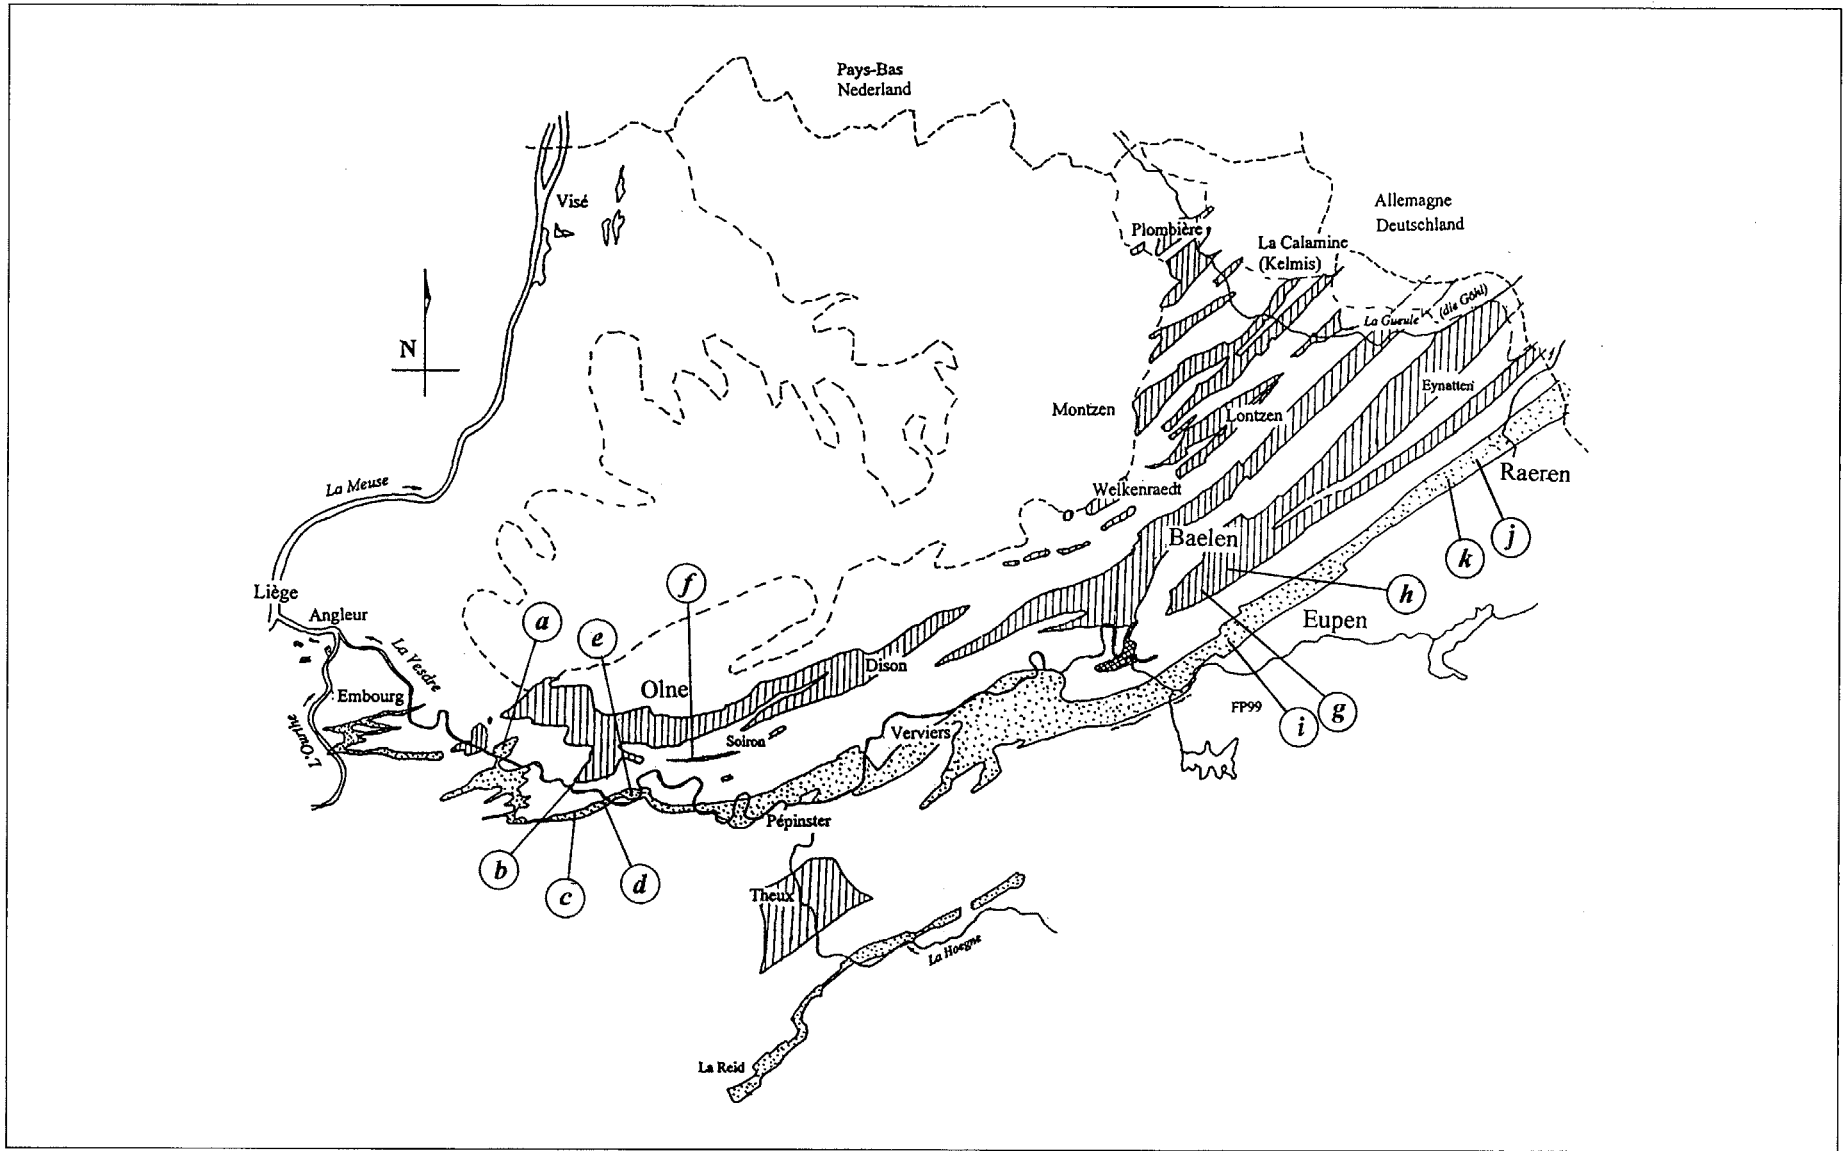 Pays-Bas
Nederland
Allemagne
Deutschland
Visé
Plombière
La Calamine
(Kelmis)
La Gueule
(die Göhl)
Eynatten
Montzen
Lontzen
La Meuse
Welkenraedt
Raeren
Baelen
j
k
Liège
f
h
Angleur
a
e
Eupen
La Vesdre
Dison
Olne
Embourg
FP99
g
i
L'Ourthe
Soiron
Verviers
Pépinster
b
c
d
Theux
La Hoegne
La Reid
N